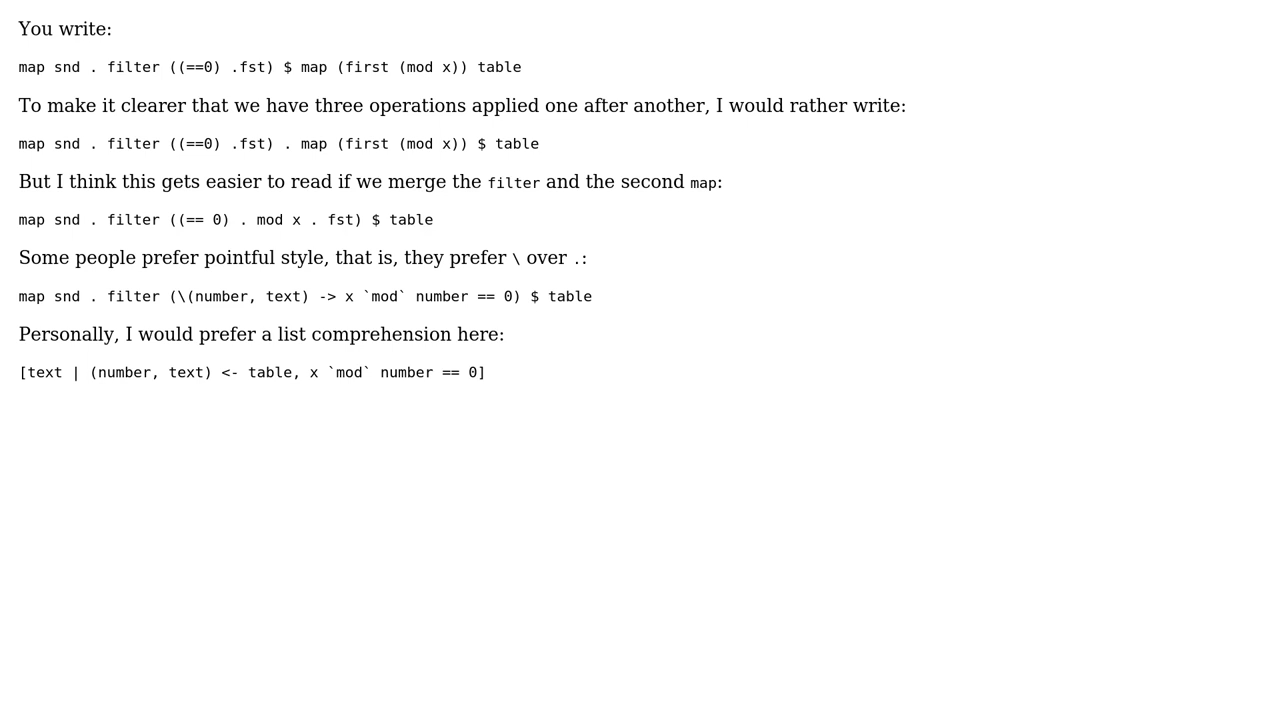 You write:
map snd . filter ((==0) .fst) $ map (first (mod x)) table
To make it clearer that we have three operations applied one after another, I would rather write:
map snd . filter ((==0) .fst) . map (first (mod x)) $ table
But I think this gets easier to read if we merge the filter and the second map:
map snd . filter ((== 0) . mod x . fst) $ table
Some people prefer pointful style, that is, they prefer \ over .:
map snd . filter (\(number, text) -> x `mod` number == 0) $ table
Personally, I would prefer a list comprehension here:
[text | (number, text) <- table, x `mod` number == 0]